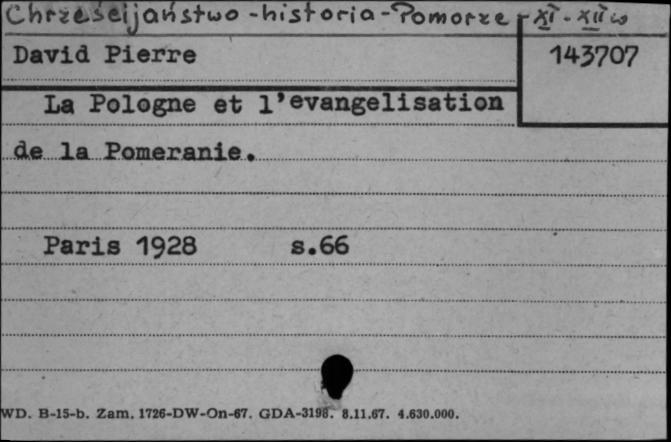 Chrześcijaństwo - historia - Pomorze - XI - XII w
David Pierre
143707
La Pologne et l'evangelisation
de la Pomeranie.
Paris 1928 s.66
WD. B-15-b. Zam. 1726-DW-On-67. GDA-3198. 8.11.67. 4.630.000.